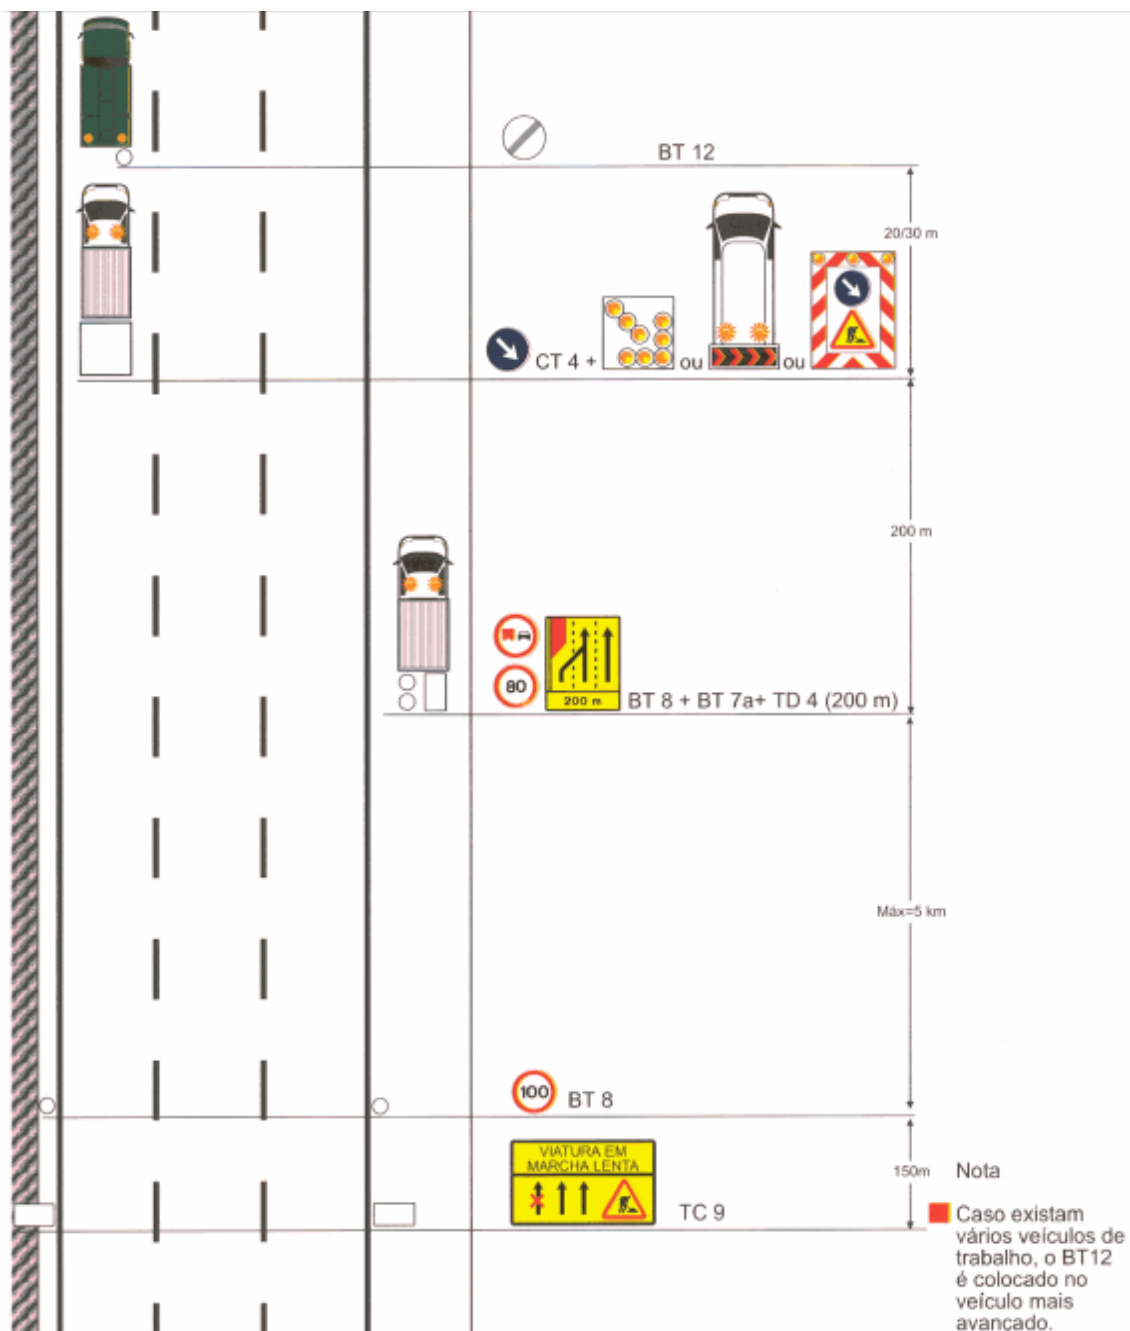 BT 12
20/30 m
CT 4 + ou ou
200 m
80
200 m
BT 8 + BT 7a+ TD 4 (200 m)
Máx=5 km
100
BT 8
VIATURA EM
MARCHA LENTA
TC 9
150m
Nota
Caso existam
vários veículos de
trabalho, o BT12
é colocado no
veículo mais
avançado.